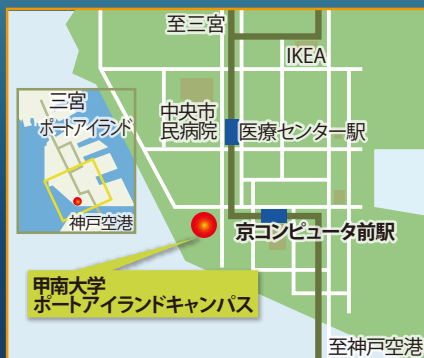 至三宮
IKEA
中央市
民病院
医療センター駅
三宮
ポートアイランド
神戸空港
京コンピュータ前駅
甲南大学
ポートアイランドキャンパス
至神戸空港